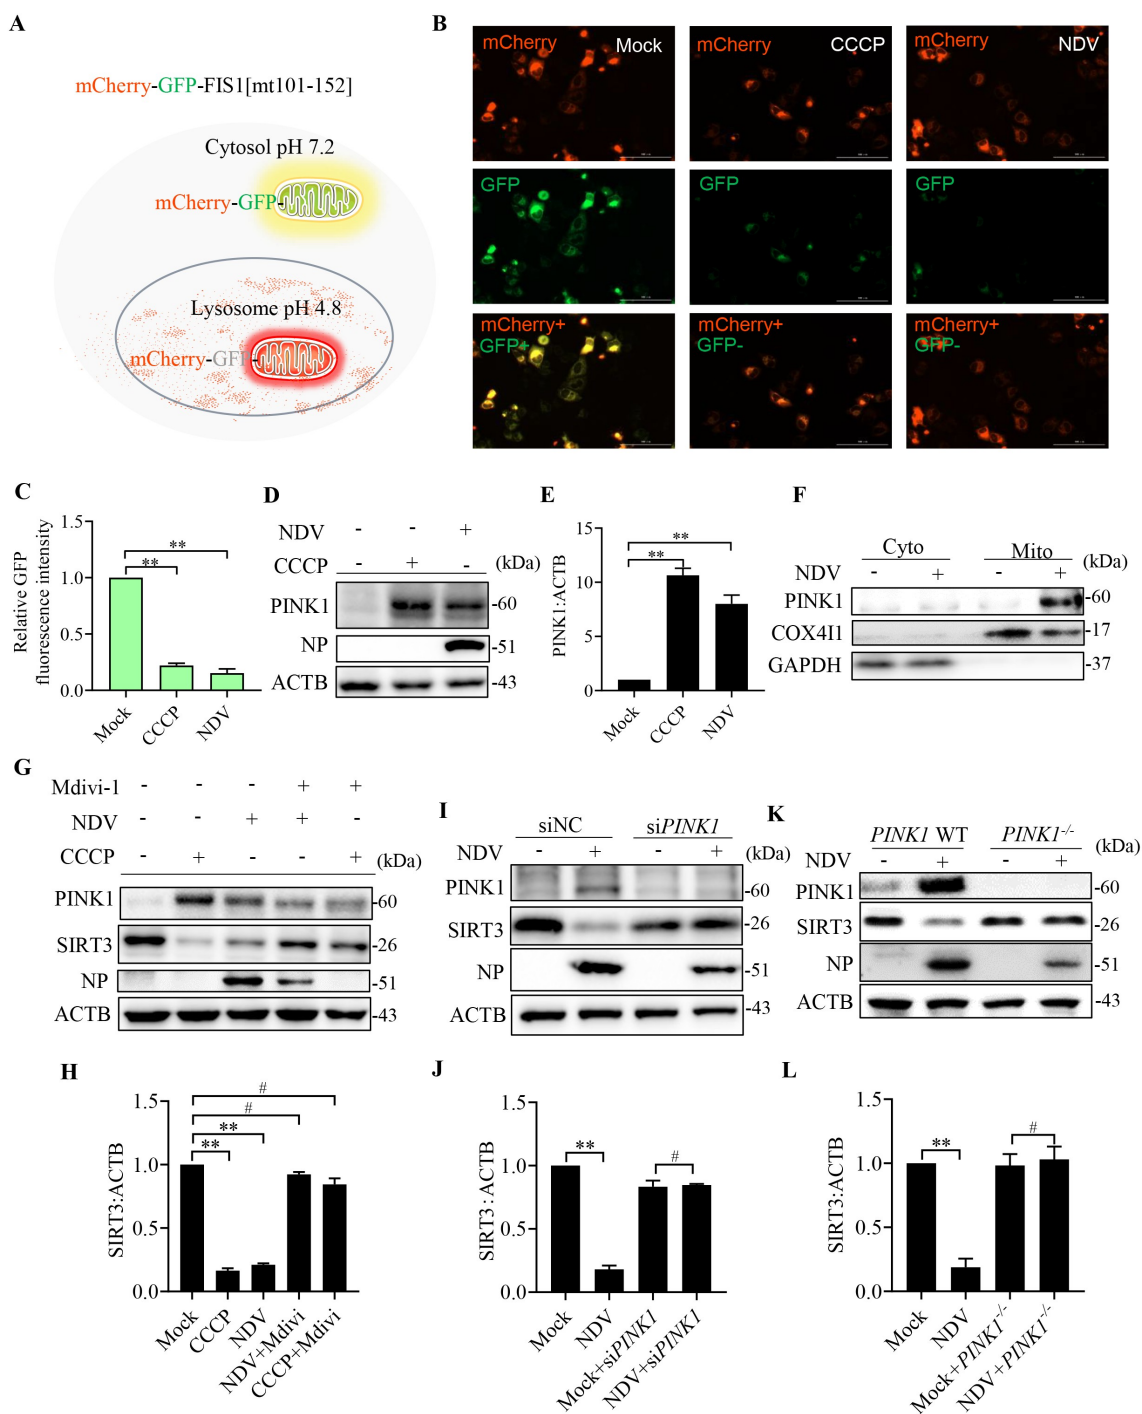 A
mCherry-GFP-FIS1[mt101-152]
Cytosol pH 7.2
mCherry-GFP-
Lysosome pH 4.8
mCherry-GFP-
B
mCherry Mock
mCherry CCCP
mCherry NDV
GFP
GFP
GFP
mCherry+
GFP+
mCherry+
GFP-
mCherry+
GFP-
C
Relative GFP
fluorescence intensity
1.5
1.0
0.5
0.0
**
**
Mock
CCCP
NDV
D
NDV - - +
CCCP - + - (kDa)
PINK1 -60
NP -51
ACTB -43
E
PINK1:ACTB
15
10
5
0
**
**
Mock
CCCP
NDV
F
Cyto Mito
NDV - + - + (kDa)
PINK1 -60
COX4I1 -17
GAPDH -37
G
Mdivi-1 - - - + +
NDV - - + + -
CCCP - + - - + (kDa)
PINK1 -60
SIRT3 -26
NP -51
ACTB -43
H
SIRT3:ACTB
1.5
1.0
0.5
0.0
#
#
**
**
Mock
CCCP
NDV
NDV+Mdivi
CCCP+Mdivi
I
siNC siPINK1
NDV - + - + (kDa)
PINK1 -60
SIRT3 -26
NP -51
ACTB -43
J
SIRT3:ACTB
1.5
1.0
0.5
0.0
**
#
Mock
NDV
Mock+siPINK1
NDV+siPINK1
K
PINK1 WT PINK1-/-
NDV - + - + (kDa)
PINK1 -60
SIRT3 -26
NP -51
ACTB -43
L
SIRT3:ACTB
1.5
1.0
0.5
0.0
**
#
Mock
NDV
Mock+PINK1-/-
NDV+PINK1-/-